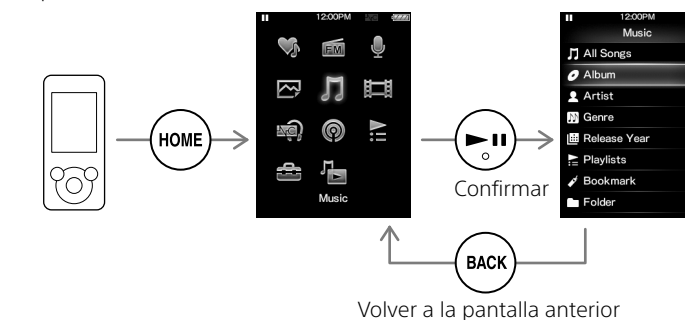 12:00PM
FM
NC
Music
HOME
Confirmar
BACK
Volver a la pantalla anterior
12:00PM
Music
All Songs
Album
Artist
Genre
Release Year
Playlists
Bookmark
Folder